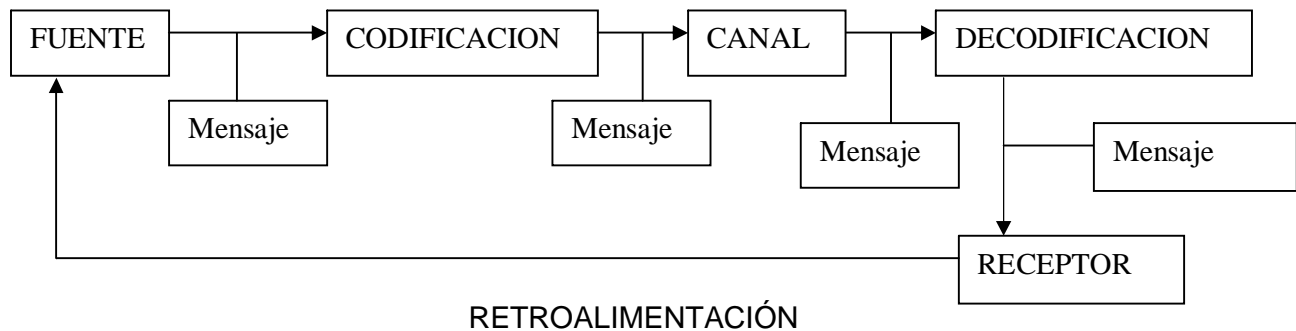 FUENTE
CODIFICACION
CANAL
DECODIFICACION
Mensaje
Mensaje
Mensaje
Mensaje
RECEPTOR
RETROALIMENTACIÓN